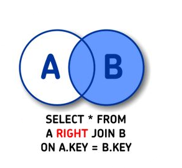 A B
SELECT * FROM
A RIGHT JOIN B
ON A.KEY = B.KEY